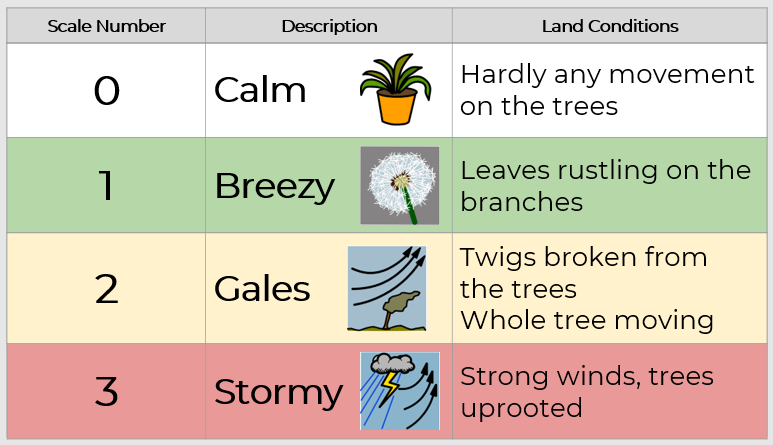 Scale Number Description Land Conditions
0 Calm Hardly any movement
on the trees
1 Breezy Leaves rustling on the
branches
2 Gales Twigs broken from
the trees
Whole tree moving
3 Stormy Strong winds, trees
uprooted